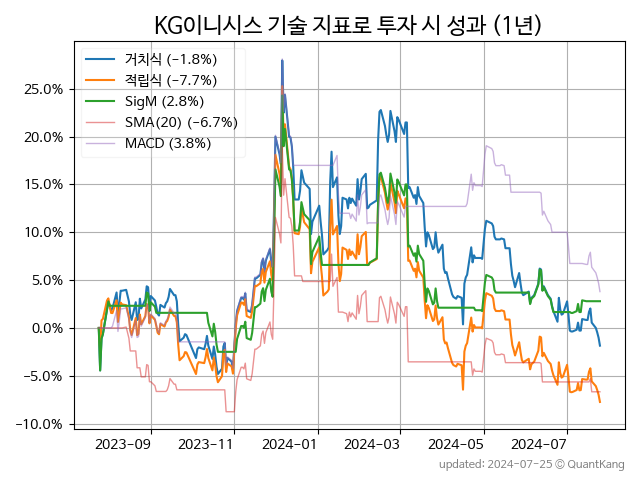 KG이니시스 기술 지표로 투자 시 성과 (1년)
거치식 (−1.8%)
적립식 (−7.7%)
SigM (2.8%)
SMA(20) (−6.7%)
MACD (3.8%)
25.0%
20.0%
15.0%
10.0%
5.0%
0.0%
−5.0%
−10.0%
2023-09 2023-11 2024-01 2024-03 2024-05 2024-07
updated: 2024-07-25 © QuantKang